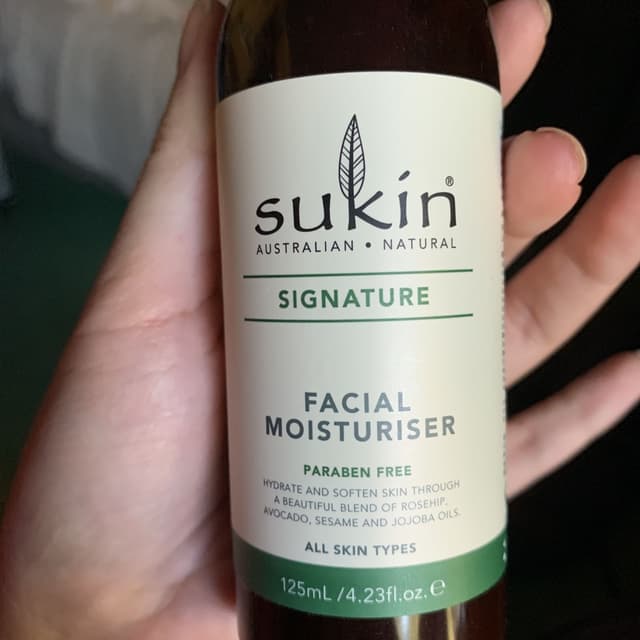 sukin®
AUSTRALIAN • NATURAL
SIGNATURE
FACIAL
MOISTURISER
PARABEN FREE
HYDRATE AND SOFTEN SKIN THROUGH
A BEAUTIFUL BLEND OF ROSEHIP,
AVOCADO, SESAME AND JOJOBA OILS.
ALL SKIN TYPES
125mL /4.23fl.oz.℮